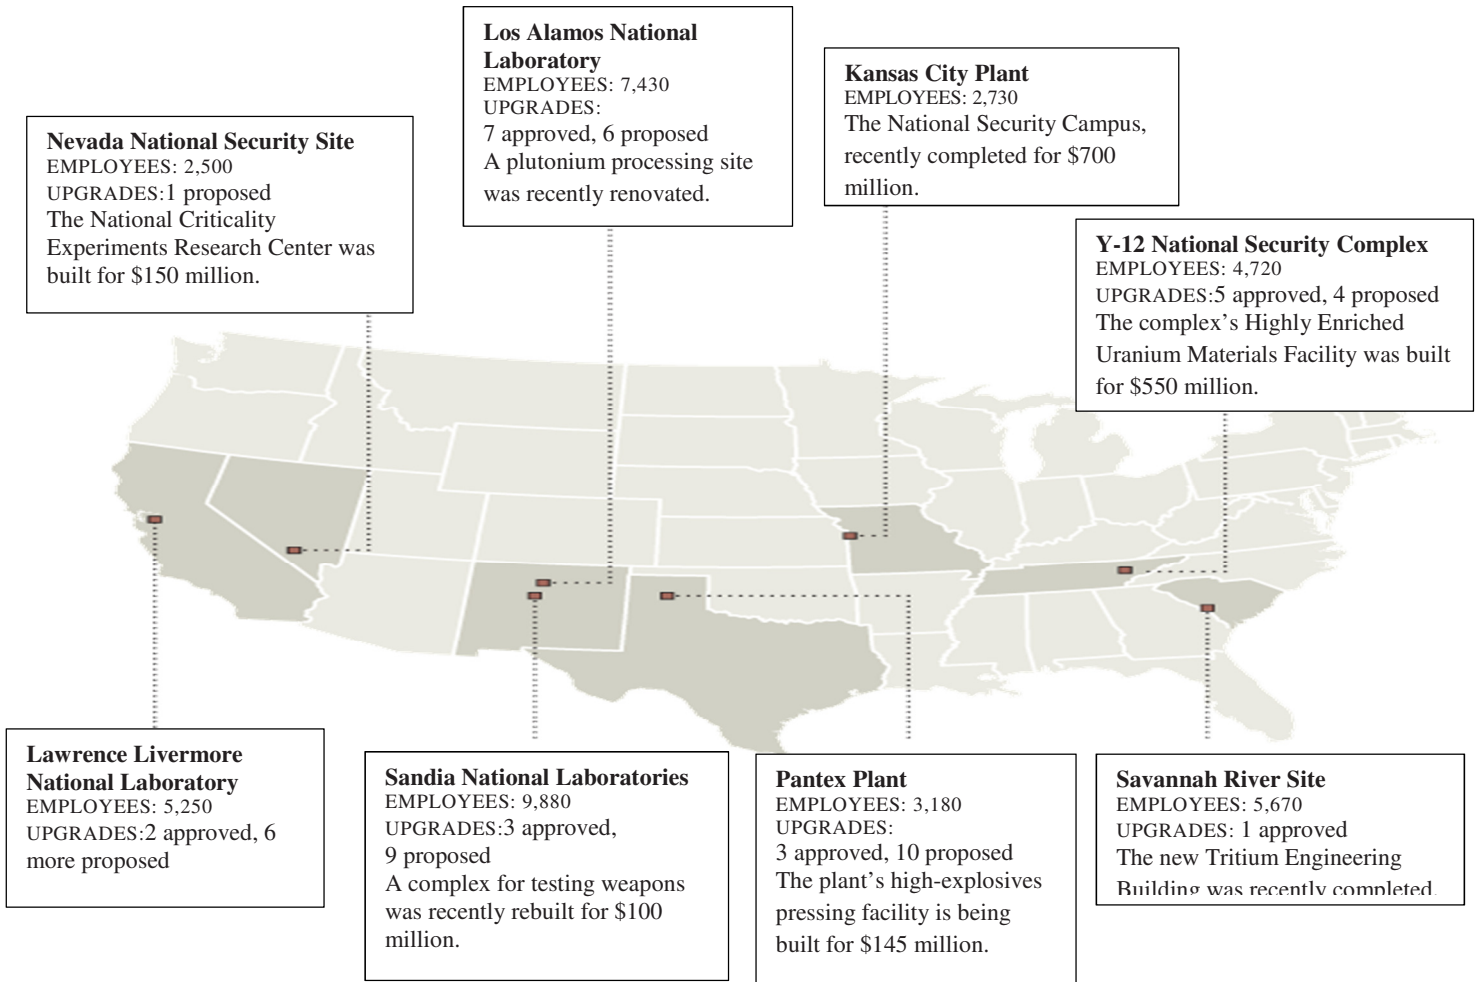 Los Alamos National
Laboratory
EMPLOYEES: 7,430
UPGRADES:
7 approved, 6 proposed
A plutonium processing site
was recently renovated.
Kansas City Plant
EMPLOYEES: 2,730
The National Security Campus,
recently completed for $700
million.
Nevada National Security Site
EMPLOYEES: 2,500
UPGRADES:1 proposed
The National Criticality
Experiments Research Center was
built for $150 million.
Y-12 National Security Complex
EMPLOYEES: 4,720
UPGRADES:5 approved, 4 proposed
The complex’s Highly Enriched
Uranium Materials Facility was built
for $550 million.
Lawrence Livermore
National Laboratory
EMPLOYEES: 5,250
UPGRADES:2 approved, 6
more proposed
Sandia National Laboratories
EMPLOYEES: 9,880
UPGRADES:3 approved,
9 proposed
A complex for testing weapons
was recently rebuilt for $100
million.
Pantex Plant
EMPLOYEES: 3,180
UPGRADES:
3 approved, 10 proposed
The plant’s high-explosives
pressing facility is being
built for $145 million.
Savannah River Site
EMPLOYEES: 5,670
UPGRADES: 1 approved
The new Tritium Engineering
Building was recently completed.